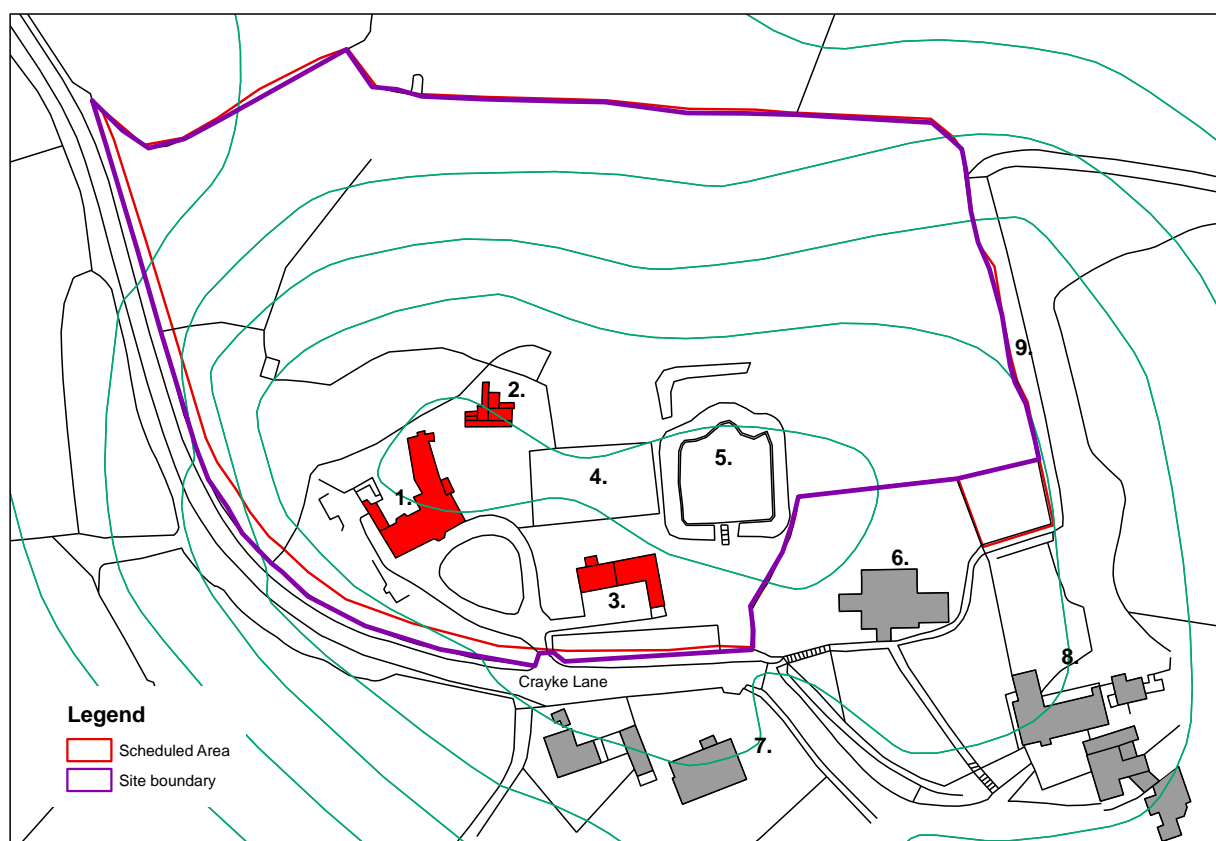 9.
2.
5.
4.
1.
6.
3.
8.
Crayke Lane
7.
Legend
Scheduled Area
Site boundary